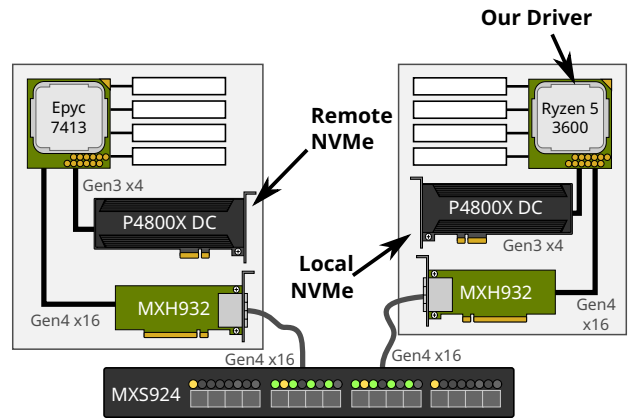 Our Driver
Epyc
7413
Ryzen 5
3600
Remote
NVMe
Gen3 x4
P4800X DC
P4800X DC
Gen3 x4
Local
NVMe
MXH932
MXH932
Gen4 x16
Gen4
x16
Gen4 x16
Gen4 x16
MXS924